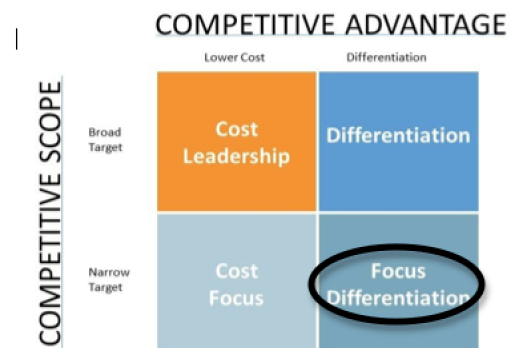 COMPETITIVE ADVANTAGE
Lower Cost
Differentiation
COMPETITIVE SCOPE
Broad
Target
Cost
Leadership
Differentiation
Narrow
Target
Cost
Focus
Focus
Differentiation